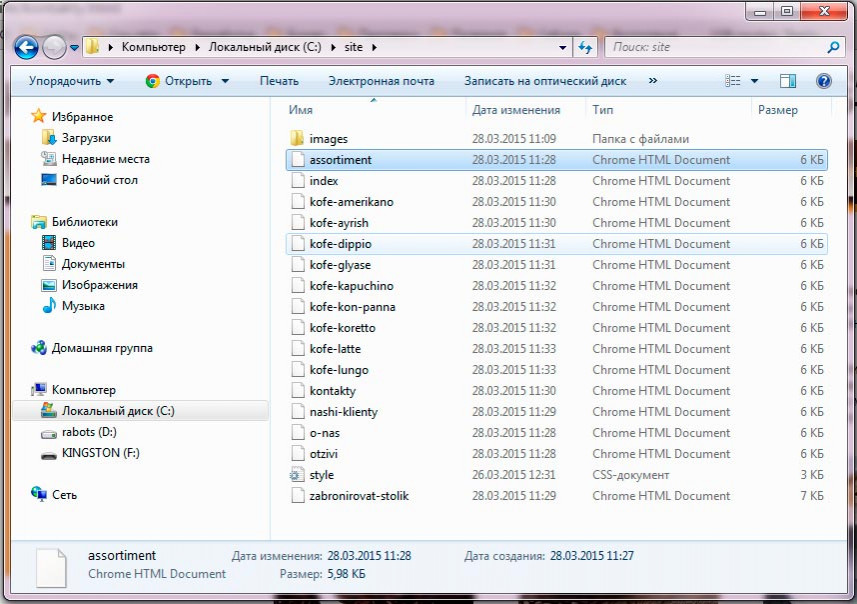 Компьютер ▸ Локальный диск (C:) ▸ site ▸
Поиск: site
Упорядочить Открыть Печать Электронная почта Записать на оптический диск »
Избранное
Загрузки
Недавние места
Рабочий стол
Библиотеки
Видео
Документы
Изображения
Музыка
Домашняя группа
Компьютер
Локальный диск (C:)
rabots (D:)
KINGSTON (F:)
Сеть
Имя Дата изменения Тип Размер
images 28.03.2015 11:09 Папка с файлами
assortiment 28.03.2015 11:28 Chrome HTML Document 6 КБ
index 28.03.2015 11:28 Chrome HTML Document 6 КБ
kofe-amerikano 28.03.2015 11:30 Chrome HTML Document 6 КБ
kofe-ayrish 28.03.2015 11:30 Chrome HTML Document 6 КБ
kofe-dippio 28.03.2015 11:31 Chrome HTML Document 6 КБ
kofe-glyase 28.03.2015 11:31 Chrome HTML Document 6 КБ
kofe-kapuchino 28.03.2015 11:32 Chrome HTML Document 6 КБ
kofe-kon-panna 28.03.2015 11:32 Chrome HTML Document 6 КБ
kofe-koretto 28.03.2015 11:32 Chrome HTML Document 6 КБ
kofe-latte 28.03.2015 11:33 Chrome HTML Document 6 КБ
kofe-lungo 28.03.2015 11:33 Chrome HTML Document 6 КБ
kontakty 28.03.2015 11:30 Chrome HTML Document 6 КБ
nashi-klienty 28.03.2015 11:29 Chrome HTML Document 6 КБ
o-nas 28.03.2015 11:28 Chrome HTML Document 6 КБ
otzivi 28.03.2015 11:28 Chrome HTML Document 6 КБ
style 26.03.2015 12:31 CSS-документ 3 КБ
zabronirovat-stolik 28.03.2015 11:29 Chrome HTML Document 7 КБ
assortiment Дата изменения: 28.03.2015 11:28 Дата создания: 28.03.2015 11:27
Chrome HTML Document Размер: 5,98 КБ